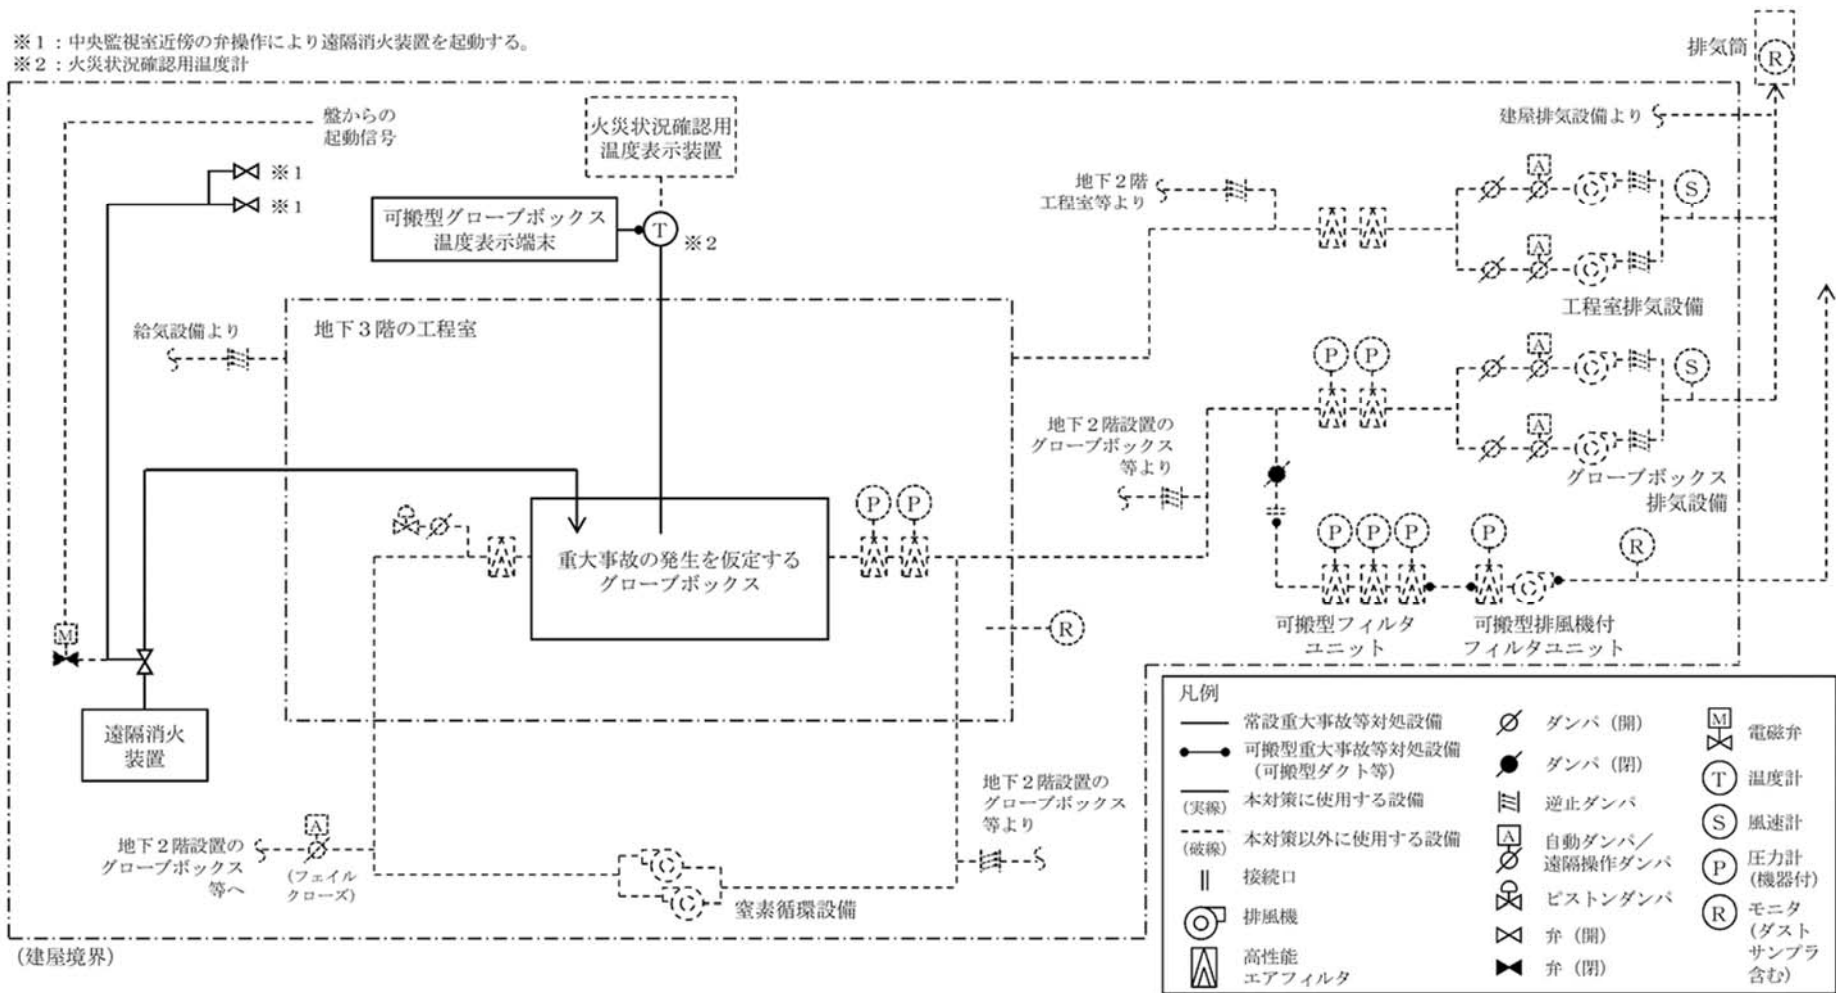 ※1：中央監視室近傍の弁操作により遠隔消火装置を起動する。
※2：火災状況確認用温度計
排気筒
R
盤からの
起動信号
※1
※1
火災状況確認用
温度表示装置
可搬型グローブボックス
温度表示端末
T
※2
建屋排気設備より
地下2階
工程室等より
A
S
A
工程室排気設備
給気設備より
地下3階の工程室
P
P
A
S
A
グローブボックス
排気設備
地下2階設置の
グローブボックス
等より
P
P
重大事故の発生を仮定する
グローブボックス
P
P
P
P
R
可搬型フィルタ
ユニット
可搬型排風機付
フィルタユニット
R
M
遠隔消火
装置
地下2階設置の
グローブボックス
等へ
A
(フェイル
クローズ)
窒素循環設備
地下2階設置の
グローブボックス
等より
(建屋境界)
凡例
常設重大事故等対処設備
可搬型重大事故等対処設備
(可搬型ダクト等)
(実線)
本対策に使用する設備
(破線)
本対策以外に使用する設備
接続口
排風機
高性能
エアフィルタ
ダンパ (開)
ダンパ (閉)
逆止ダンパ
A
自動ダンパ/
遠隔操作ダンパ
ピストンダンパ
弁 (開)
弁 (閉)
M
電磁弁
T
温度計
S
風速計
P
圧力計
(機器付)
R
モニタ
(ダスト
サンプラ
含む)